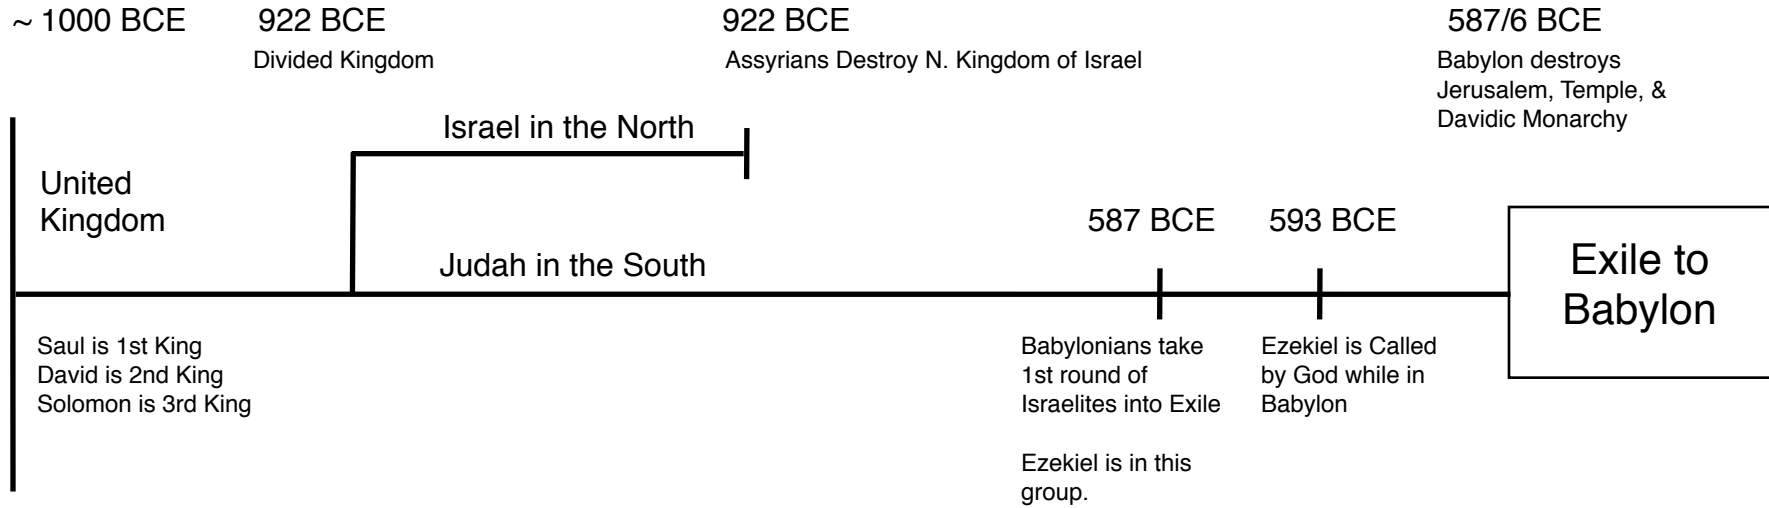 ~ 1000 BCE
922 BCE
Divided Kingdom
922 BCE
Assyrians Destroy N. Kingdom of Israel
587/6 BCE
Babylon destroys
Jerusalem, Temple, &
Davidic Monarchy
Israel in the North
United
Kingdom
Judah in the South
587 BCE
593 BCE
Exile to
Babylon
Saul is 1st King
David is 2nd King
Solomon is 3rd King
Babylonians take
1st round of
Israelites into Exile
Ezekiel is in this
group.
Ezekiel is Called
by God while in
Babylon